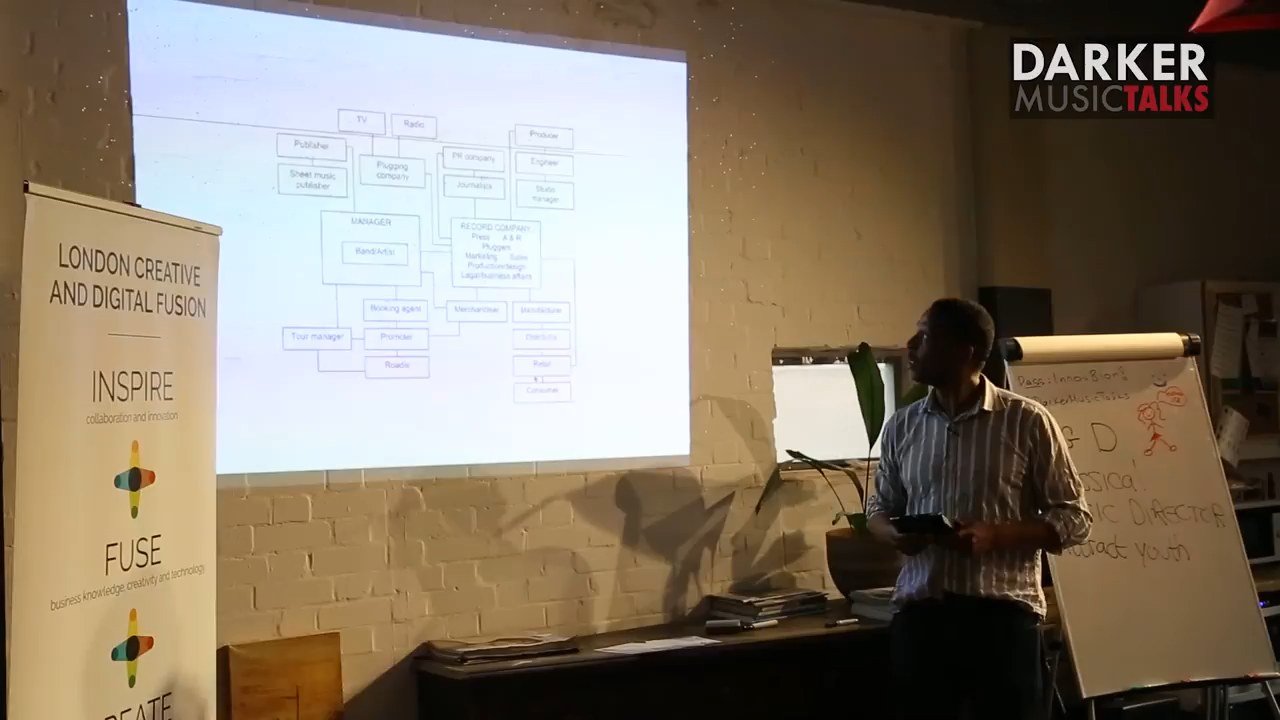 DARKER
MUSICTALKS
TV
Radio
Publisher
Sheet music
publisher
Plugging
company
PR company
Journalists
Producer
Engineer
Studio
manager
MANAGER
Band/Artist
RECORD COMPANY
Press A & R
Pluggers
Marketing Sales
Production/design
Legal/business affairs
Booking agent
Merchandiser
Manufacturer
Tour manager
Promoter
Distributor
Roadie
Retail
Consumer
LONDON CREATIVE
AND DIGITAL FUSION
INSPIRE
collaboration and innovation
FUSE
business knowledge, creativity and technology
DarkerMusicTalks
D
DIRECTOR
youth